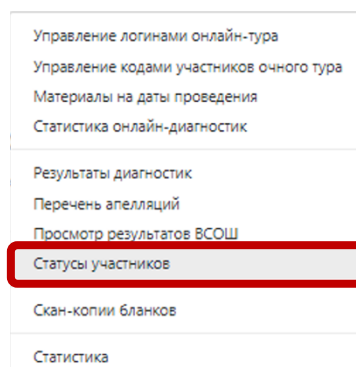 Управление логинами онлайн-тура
Управление кодами участников очного тура
Материалы на даты проведения
Статистика онлайн-диагностик
Результаты диагностик
Перечень апелляций
Просмотр результатов ВСОШ
Статусы участников
Скан-копии бланков
Статистика